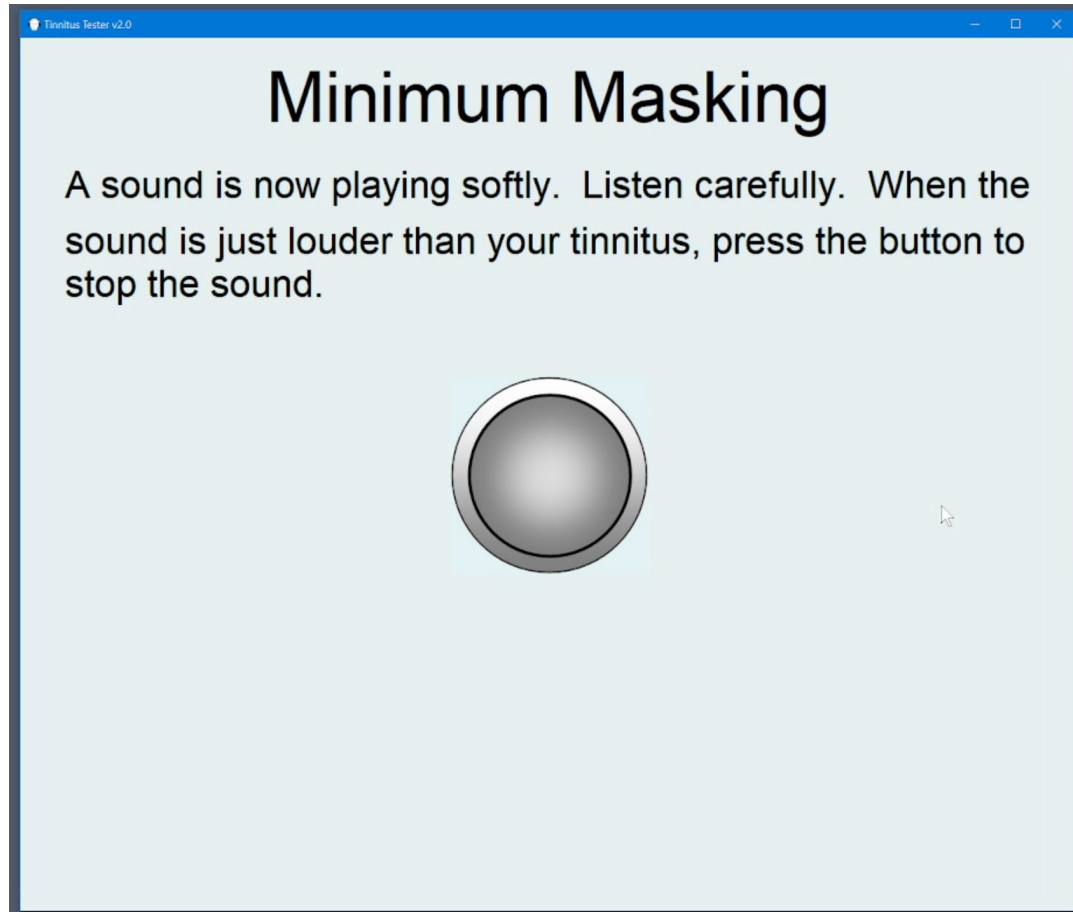 Tinnitus Tester v2.0
Minimum Masking
A sound is now playing softly.  Listen carefully.  When the
sound is just louder than your tinnitus, press the button to
stop the sound.